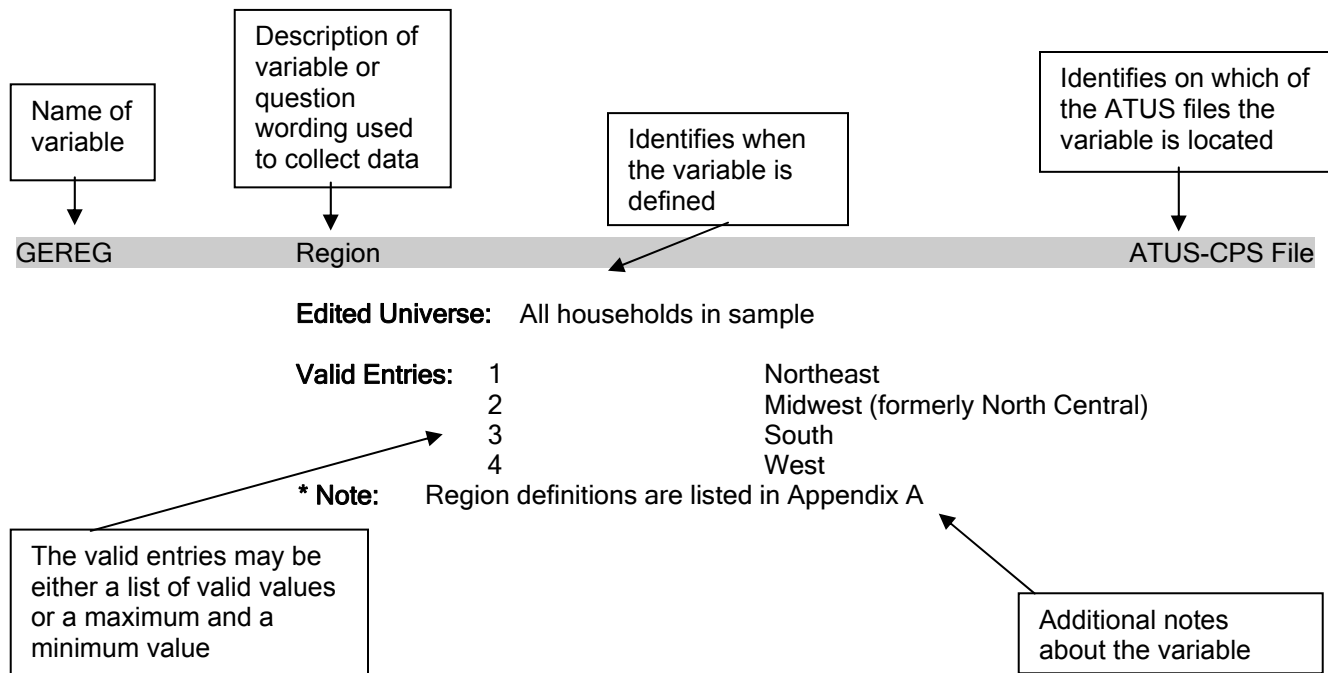 Name of
variable
Description of
variable or
question
wording used
to collect data
Identifies when
the variable is
defined
Identifies on which of
the ATUS files the
variable is located
GEREG Region ATUS-CPS File
Edited Universe: All households in sample
Valid Entries: 1 Northeast
2 Midwest (formerly North Central)
3 South
4 West
* Note: Region definitions are listed in Appendix A
The valid entries may be
either a list of valid values
or a maximum and a
minimum value
Additional notes
about the variable